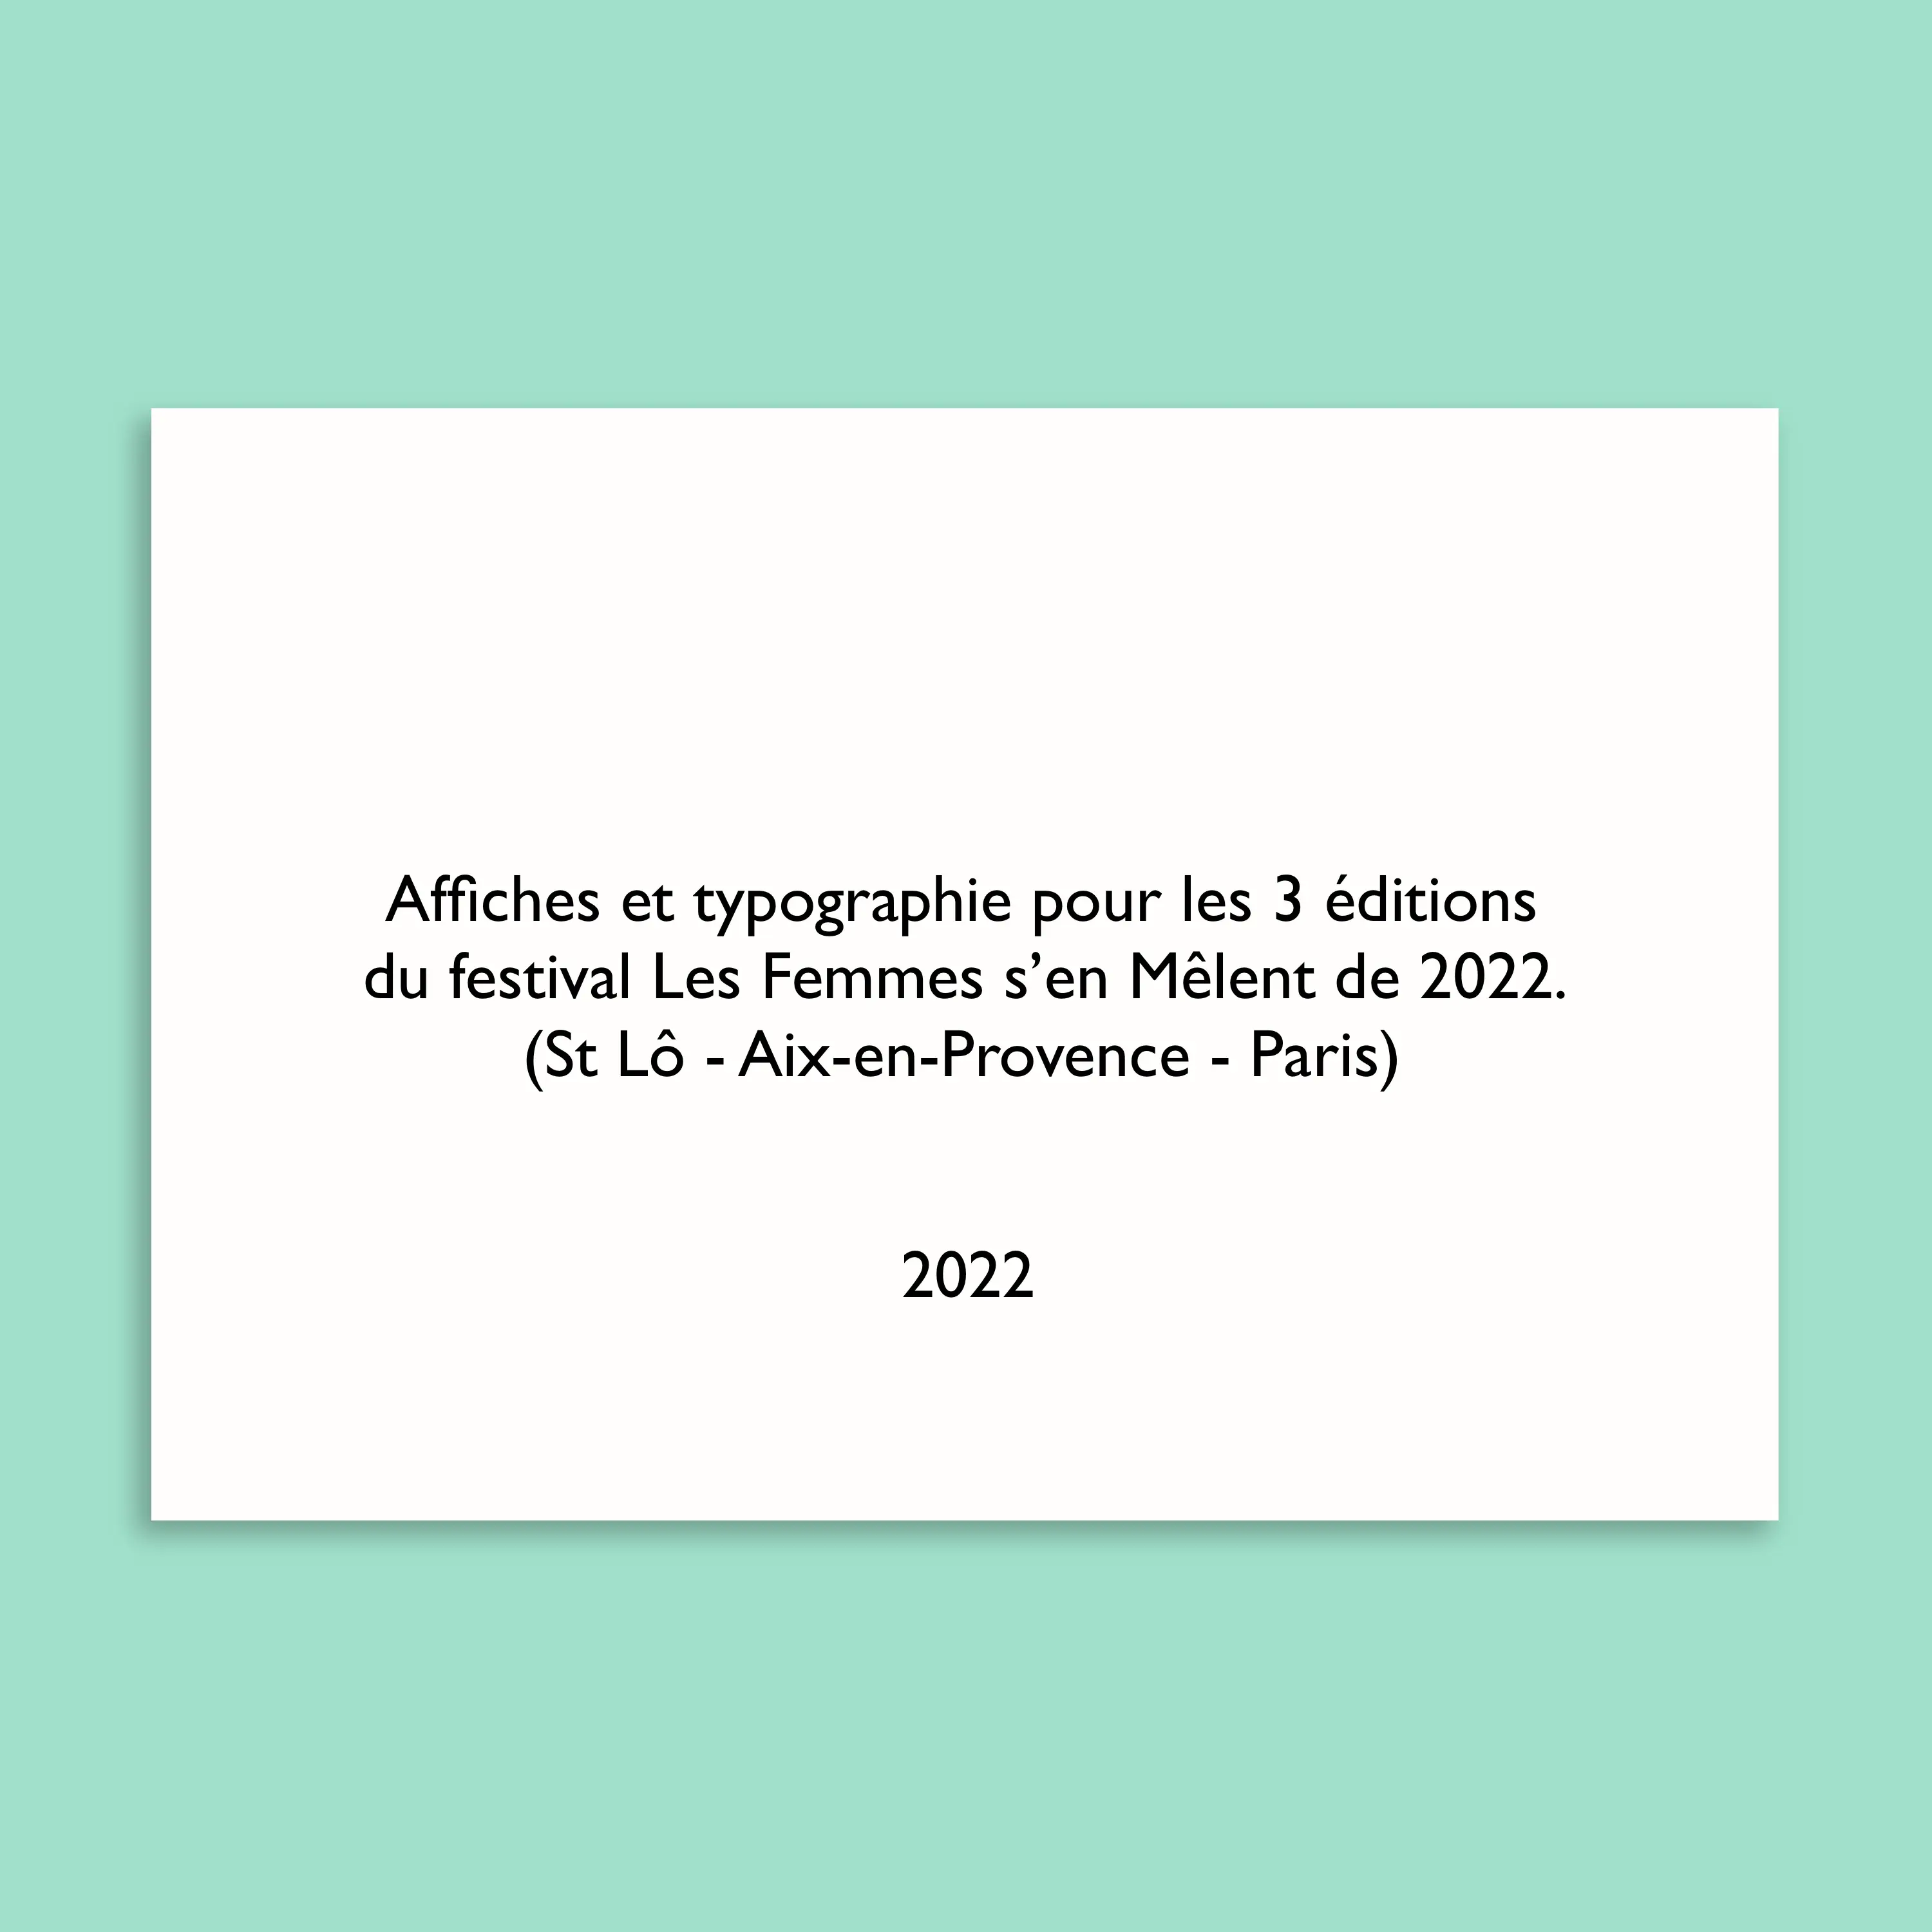 Affiches et typographie pour les 3 éditions
du festival Les Femmes s’en Mêlent de 2022.
(St Lô - Aix-en-Provence - Paris)
2022